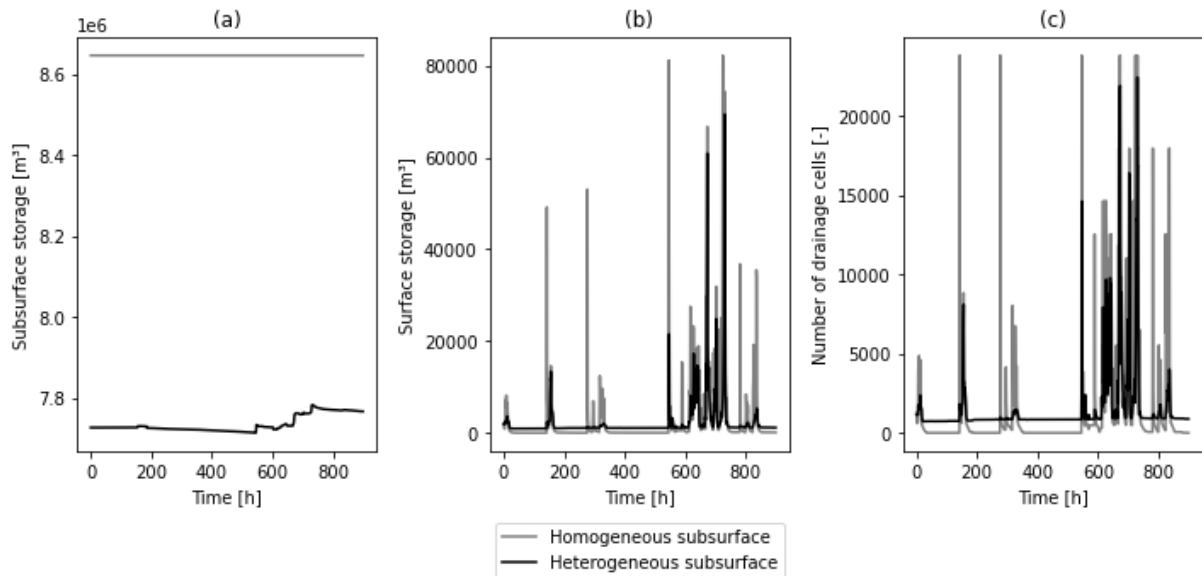 (a)
1e6
8.6
8.4
8.2
8.0
7.8
Subsurface storage [m³]
0 200 400 600 800
Time [h]
(b)
80000
60000
40000
20000
0
Surface storage [m³]
0 200 400 600 800
Time [h]
(c)
20000
15000
10000
5000
0
Number of drainage cells [-]
0 200 400 600 800
Time [h]
Homogeneous subsurface
Heterogeneous subsurface